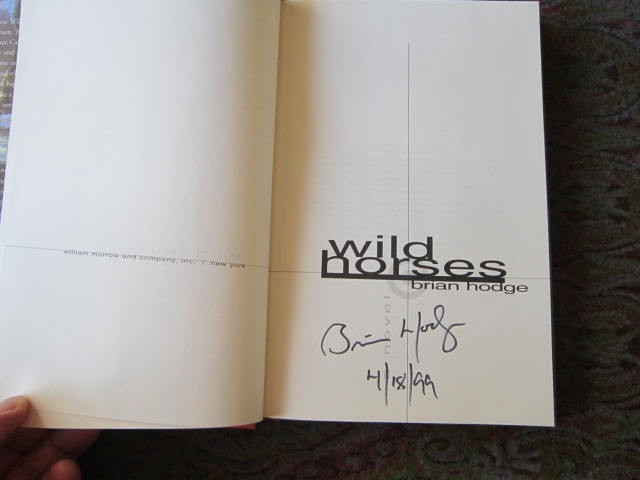 william morrow and company, inc. | new york
wild
horses
brian hodge
a novel
Brian Hodge
4/18/99